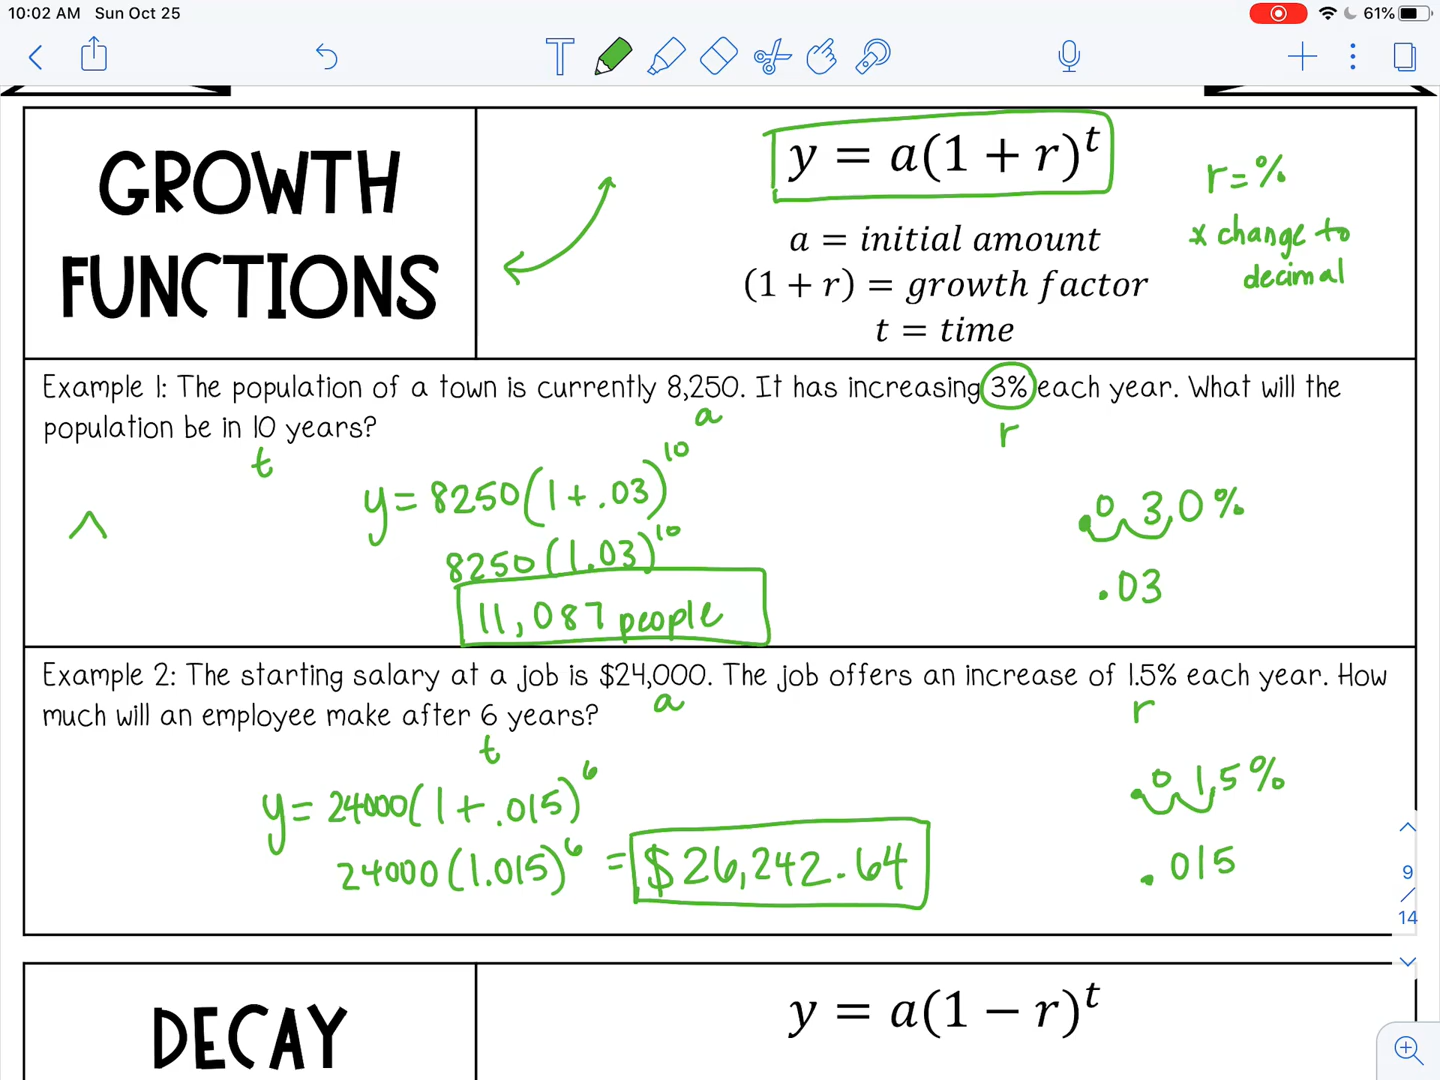 10:02 AM Sun Oct 25
61%
T
GROWTH
FUNCTIONS
y = a(1 + r)^t
a = initial amount
(1 + r) = growth factor
t = time
r = %
* change to
decimal
Example 1: The population of a town is currently 8,250. It has increasing 3% each year. What will the
population be in 10 years?
a
r
t
y = 8250(1 + .03)^10
8250(1.03)^10
11,087 people
^
0 3.0%
.03
Example 2: The starting salary at a job is $24,000. The job offers an increase of 1.5% each year. How
much will an employee make after 6 years?
a
r
t
y = 24000(1 + .015)^6
24000(1.015)^6 = $26,242.64
0 1.5%
.015
9
/
14
DECAY
y = a(1 − r)^t